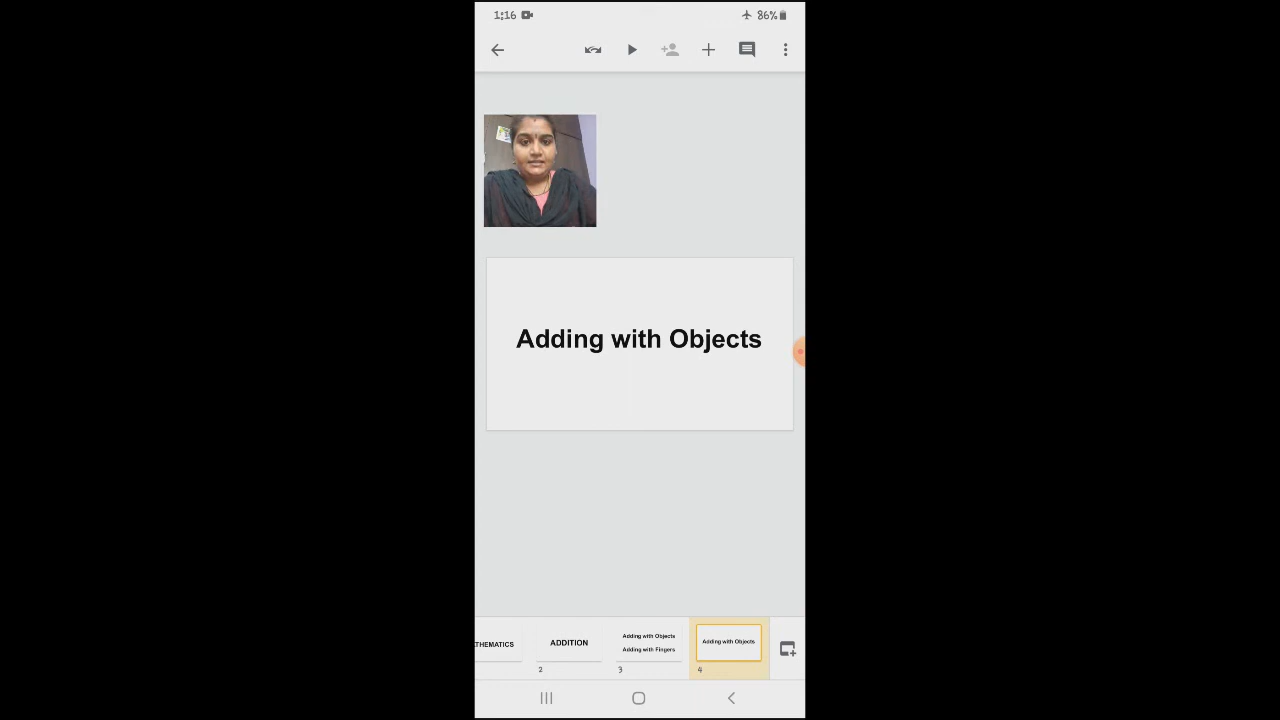 1:16
86%
Adding with Objects
THEMATICS
ADDITION
2
Adding with Objects
Adding with Fingers
3
Adding with Objects
4